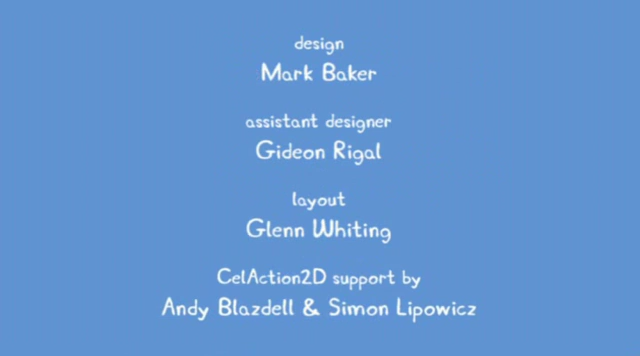 design
Mark Baker
assistant designer
Gideon Rigal
layout
Glenn Whiting
CelAction2D support by
Andy Blazdell & Simon Lipowicz